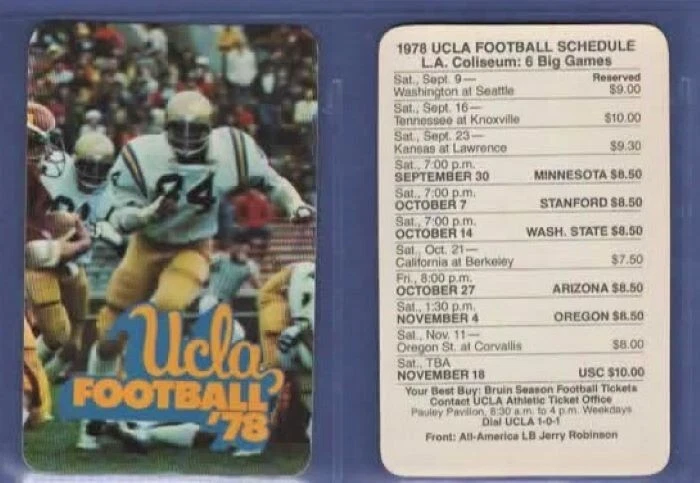 84
Ucla
FOOTBALL
'78
1978 UCLA FOOTBALL SCHEDULE
L.A. Coliseum: 6 Big Games
Sat., Sept. 9— Reserved
Washington at Seattle $9.00
Sat., Sept. 16—
Tennessee at Knoxville $10.00
Sat., Sept. 23—
Kansas at Lawrence $9.30
Sat., 7:00 p.m.
SEPTEMBER 30 MINNESOTA $8.50
Sat., 7:00 p.m.
OCTOBER 7 STANFORD $8.50
Sat., 7:00 p.m.
OCTOBER 14 WASH. STATE $8.50
Sat., Oct. 21—
California at Berkeley $7.50
Fri., 8:00 p.m.
OCTOBER 27 ARIZONA $8.50
Sat., 1:30 p.m.
NOVEMBER 4 OREGON $8.50
Sat., Nov. 11—
Oregon St. at Corvallis $8.00
Sat., TBA
NOVEMBER 18 USC $10.00
Your Best Buy: Bruin Season Football Tickets
Contact UCLA Athletic Ticket Office
Pauley Pavilion, 8:30 a.m. to 4 p.m. Weekdays
Dial UCLA 1-0-1
Front: All-America LB Jerry Robinson